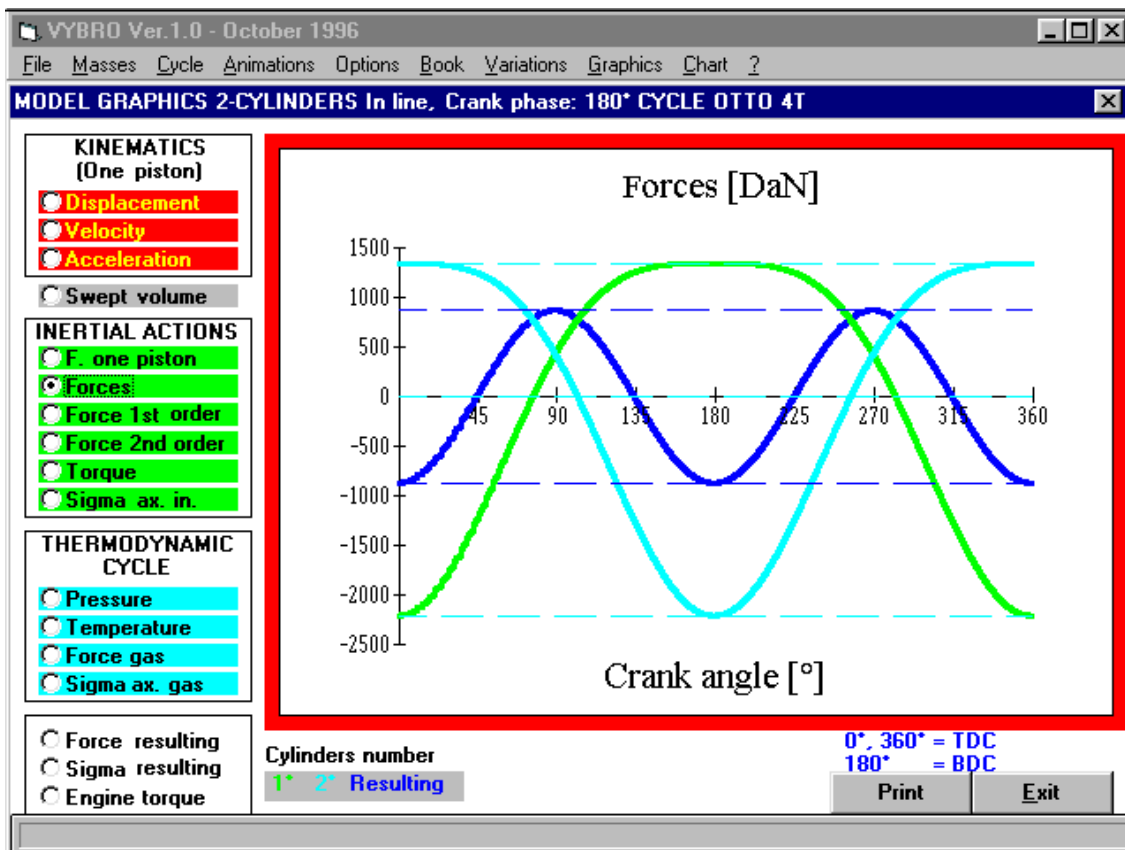 VYBRO Ver.1.0 - October 1996
File Masses Cycle Animations Options Book Variations Graphics Chart ?
MODEL GRAPHICS 2-CYLINDERS In line, Crank phase: 180° CYCLE OTTO 4T
KINEMATICS
(One piston)
Displacement
Velocity
Acceleration
Swept volume
INERTIAL ACTIONS
F. one piston
Forces
Force 1st order
Force 2nd order
Torque
Sigma ax. in.
THERMODYNAMIC
CYCLE
Pressure
Temperature
Force gas
Sigma ax. gas
Force resulting
Sigma resulting
Engine torque
Forces [DaN]
1500
1000
500
0
45 90 135 180 225 270 315 360
-500
-1000
-1500
-2000
-2500
Crank angle [°]
Cylinders number
1° 2° Resulting
0°, 360° = TDC
180° = BDC
Print Exit